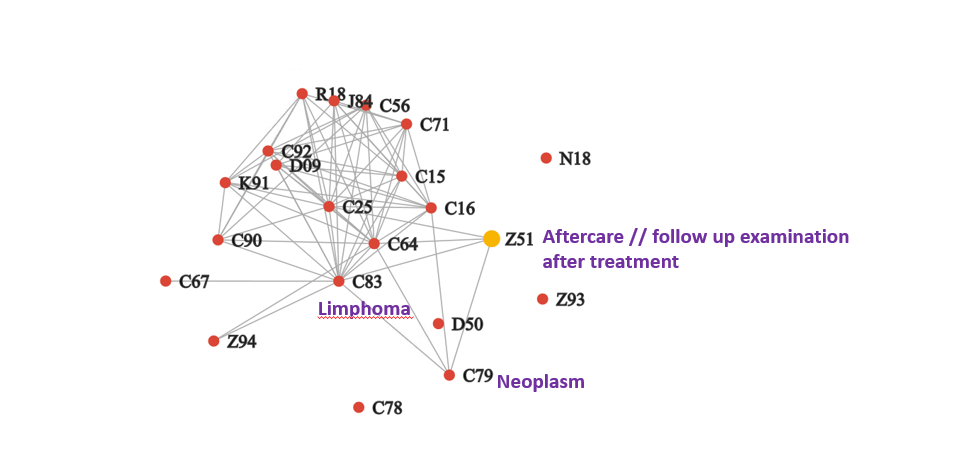 R18
J84
C56
C71
C92
D09
N18
C15
K91
C25
C16
C90
C64
Z51
Aftercare // follow up examination
after treatment
C67
C83
Z93
Limphoma
D50
Z94
C79
Neoplasm
C78